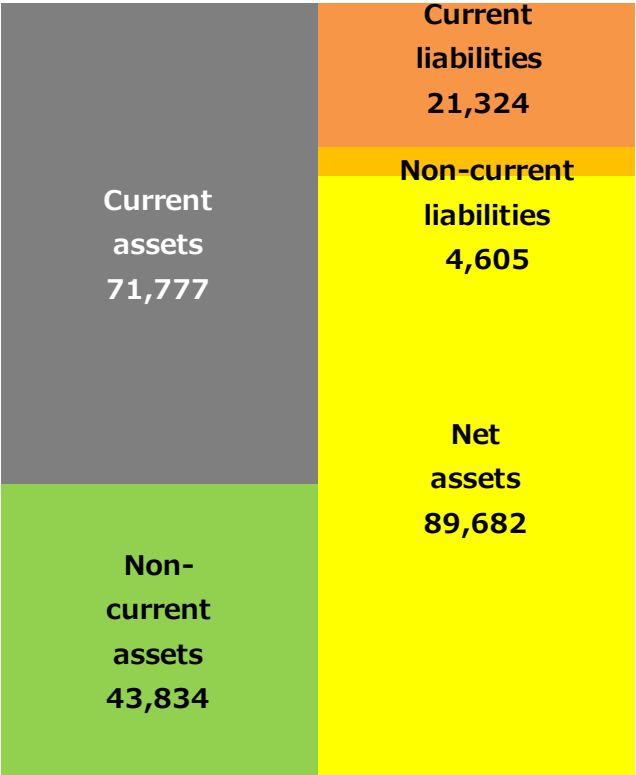 Current
assets
71,777
Non-
current
assets
43,834
Current
liabilities
21,324
Non-current
liabilities
4,605
Net
assets
89,682